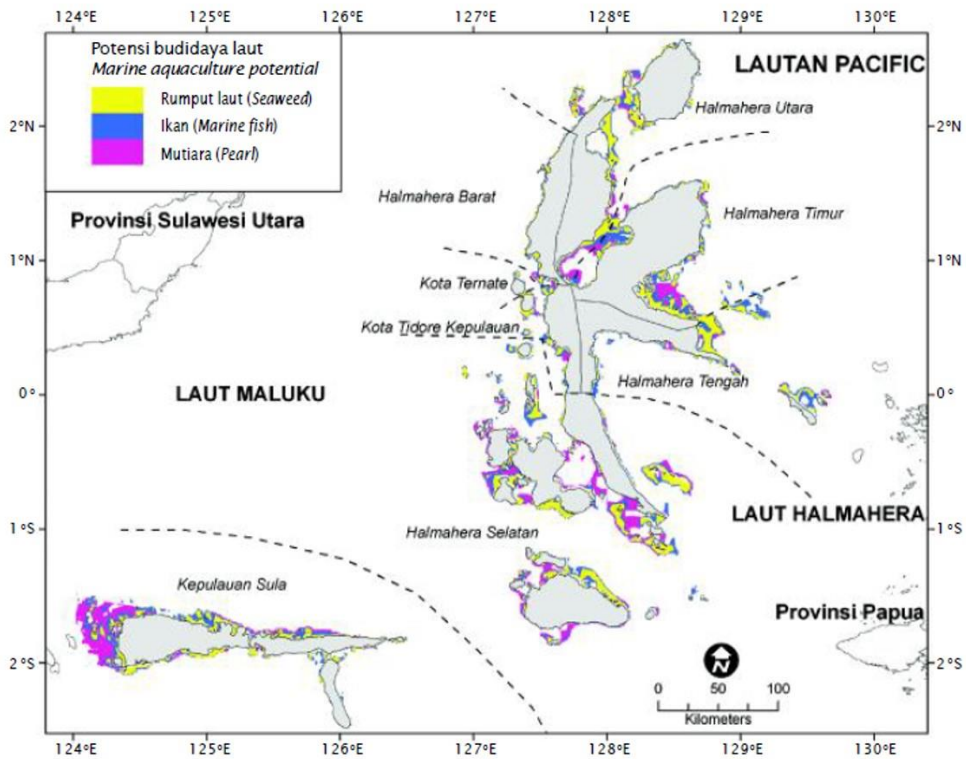 124°E 125°E 126°E 127°E 128°E 129°E 130°E
Potensi budidaya laut
Marine aquaculture potential
Rumput laut (Seaweed)
Ikan (Marine fish)
Mutiara (Pearl)
LAUTAN PACIFIC
Halmahera Utara
2°N 2°N
Halmahera Barat
Halmahera Timur
Provinsi Sulawesi Utara
1°N 1°N
Kota Ternate
Kota Tidore Kepulauan
Halmahera Tengah
0° 0°
LAUT MALUKU
LAUT HALMAHERA
1°S 1°S
Halmahera Selatan
Kepulauan Sula
Provinsi Papua
2°S 2°S
N
0 50 100
Kilometers
124°E 125°E 126°E 127°E 128°E 129°E 130°E